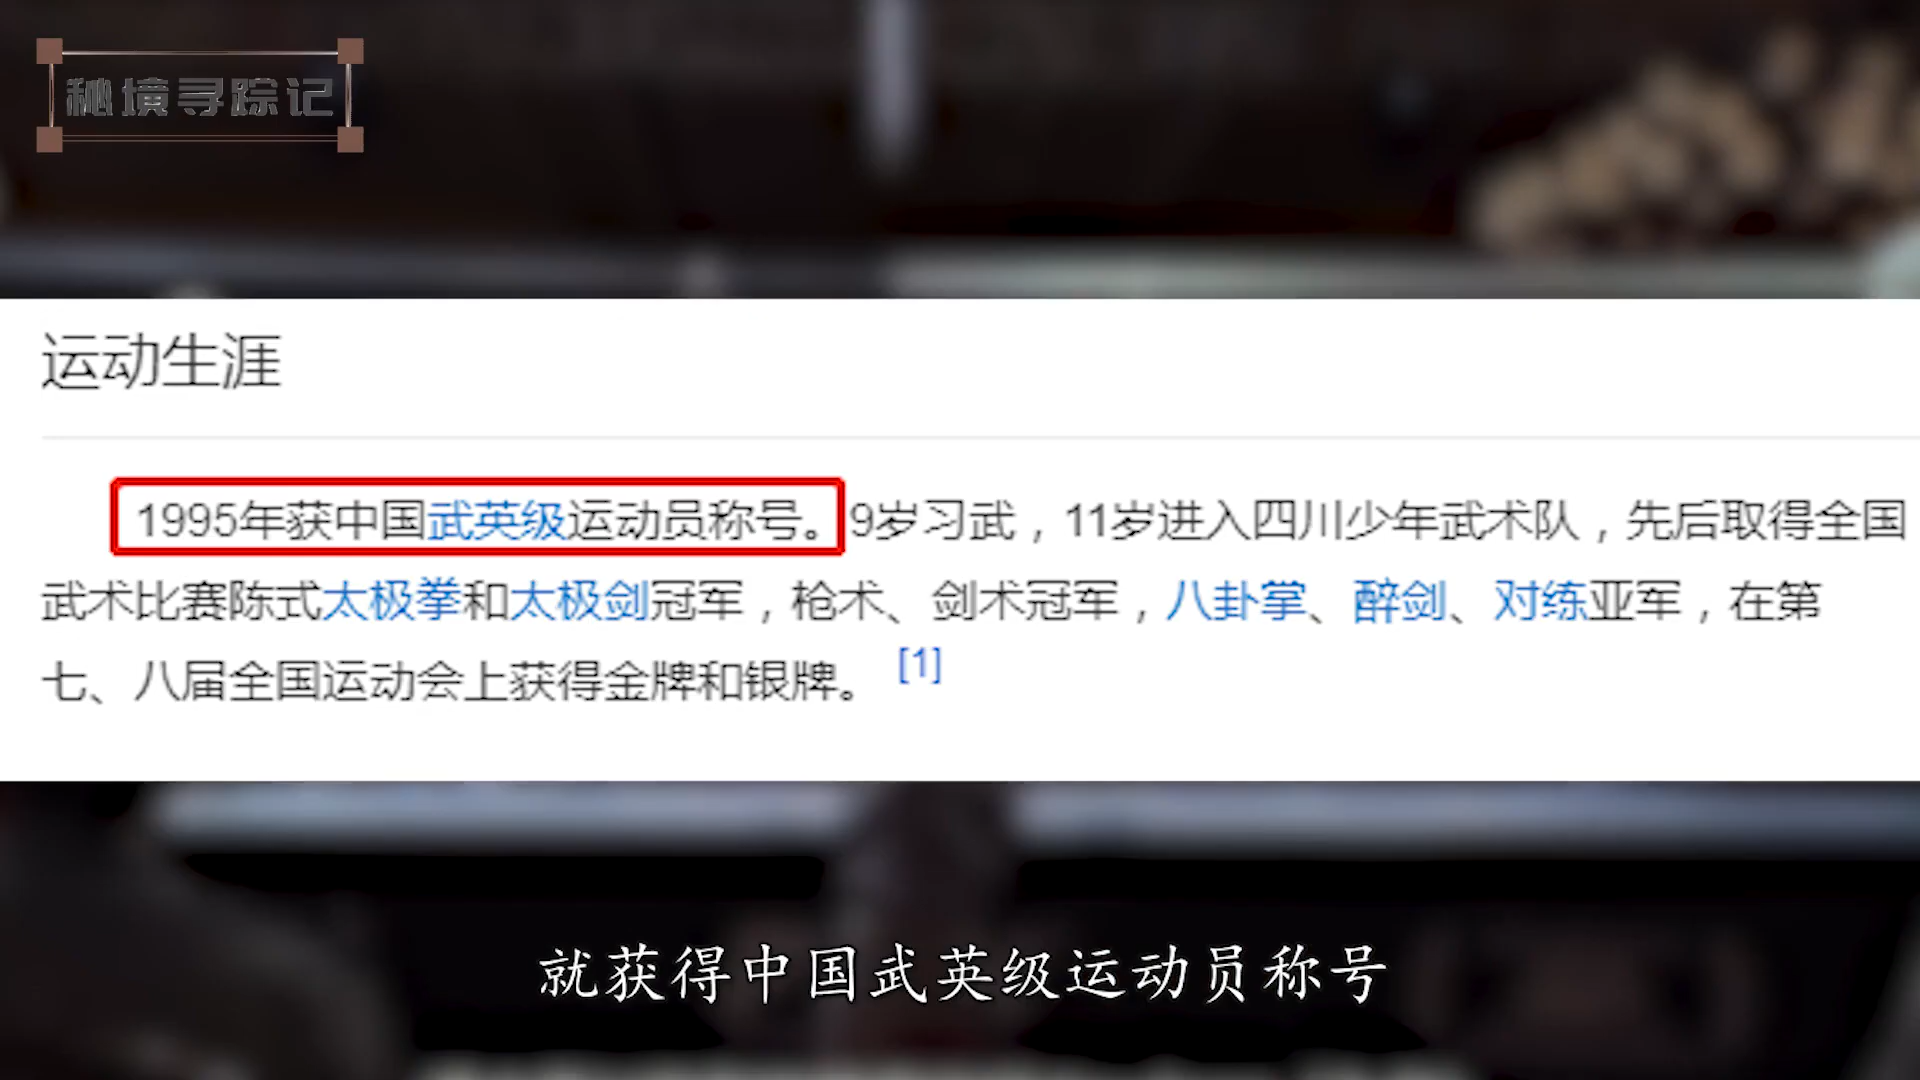 秘境寻踪记
运动生涯
1995年获中国武英级运动员称号。9岁习武，11岁进入四川少年武术队，先后取得全国
武术比赛陈式太极拳和太极剑冠军，枪术、剑术冠军，八卦掌、醉剑、对练亚军，在第
七、八届全国运动会上获得金牌和银牌。 [1]
就获得中国武英级运动员称号